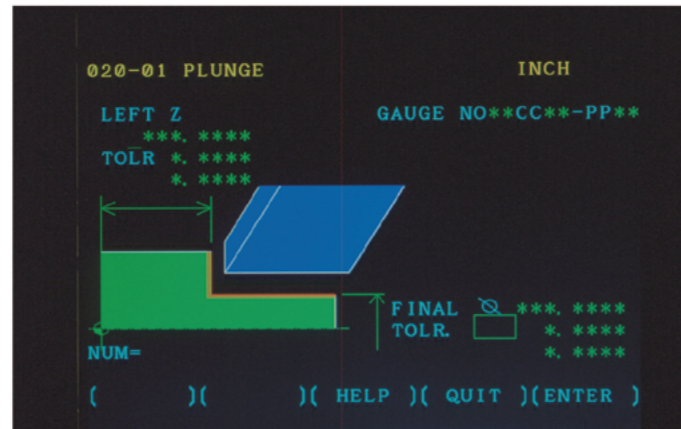 020-01 PLUNGE
INCH
LEFT Z
***. ****
TOLR *. ****
*. ****
GAUGE NO**CC**-PP**
FINAL ***. ****
TOLR. *. ****
*. ****
NUM=
( )( )( HELP )( QUIT )(ENTER )